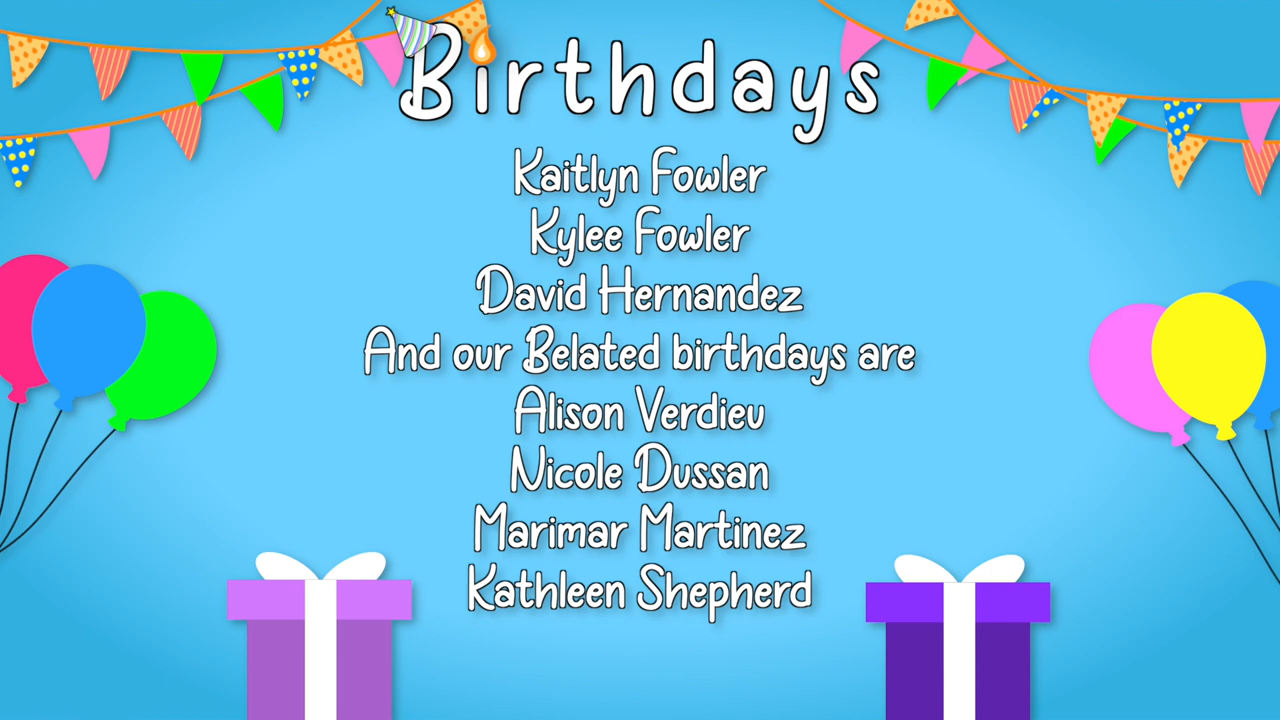 Birthdays
Kaitlyn Fowler
Kylee Fowler
David Hernandez
And our Belated birthdays are
Alison Verdieu
Nicole Dussan
Marimar Martinez
Kathleen Shepherd